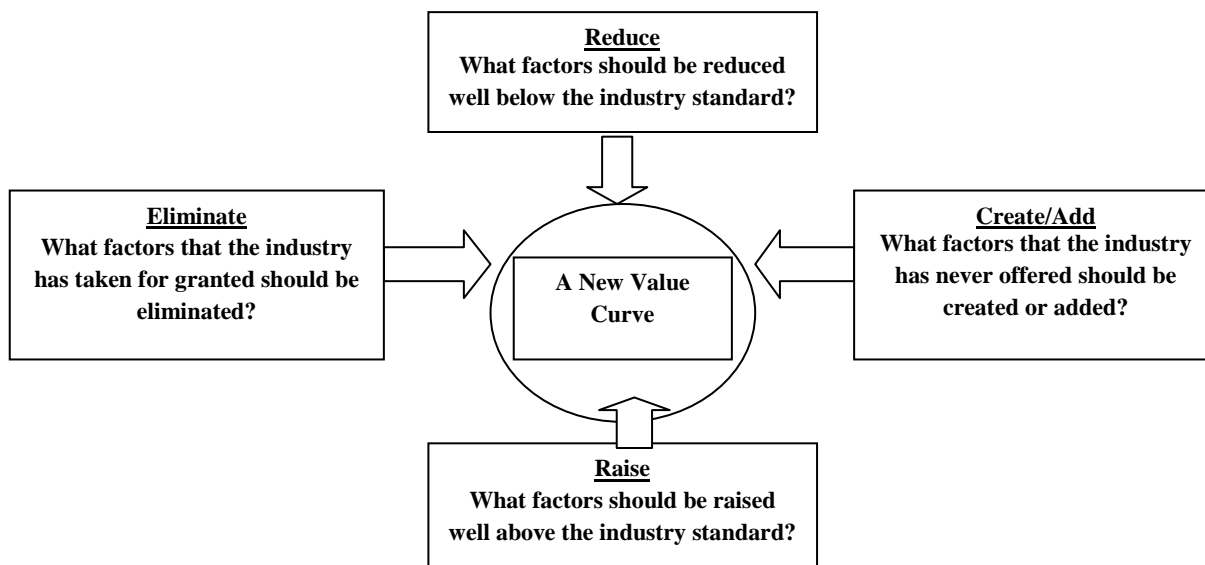 Reduce
What factors should be reduced
well below the industry standard?
Eliminate
What factors that the industry
has taken for granted should be
eliminated?
A New Value
Curve
Create/Add
What factors that the industry
has never offered should be
created or added?
Raise
What factors should be raised
well above the industry standard?